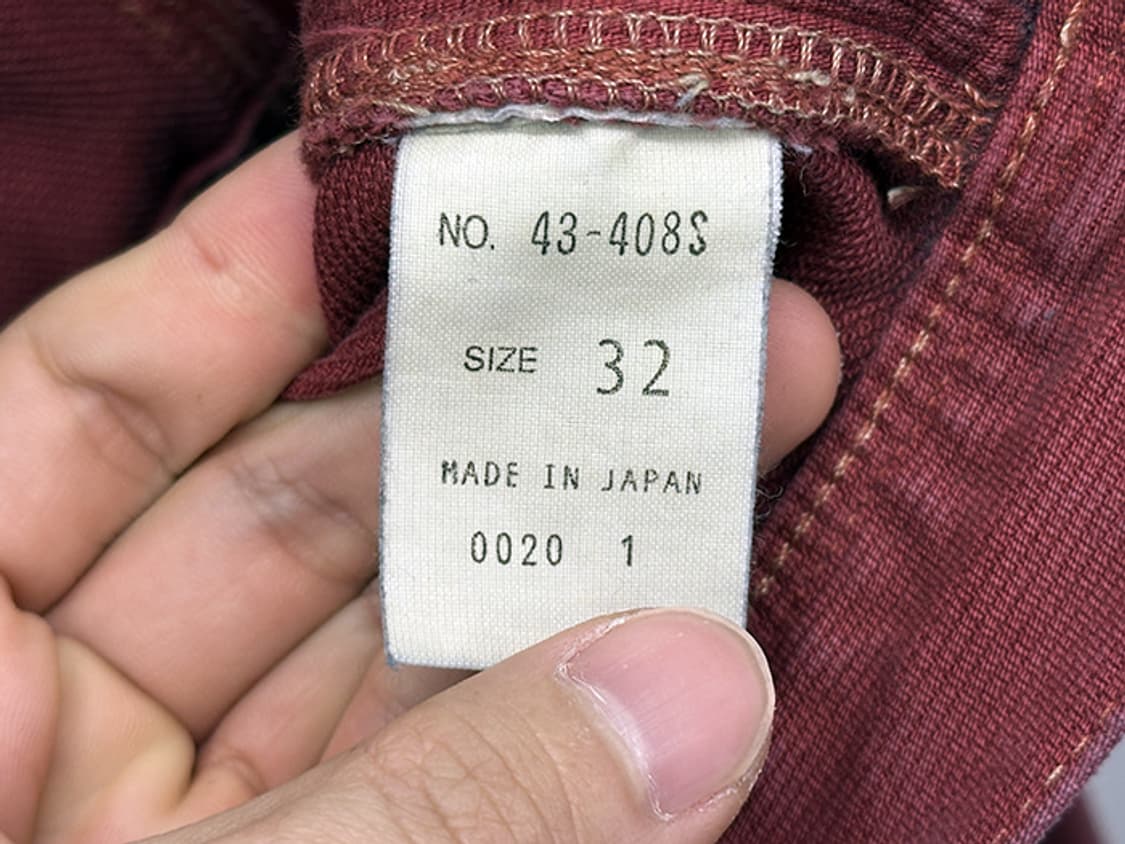 NO. 43-408S
SIZE 32
MADE IN JAPAN
0020 1